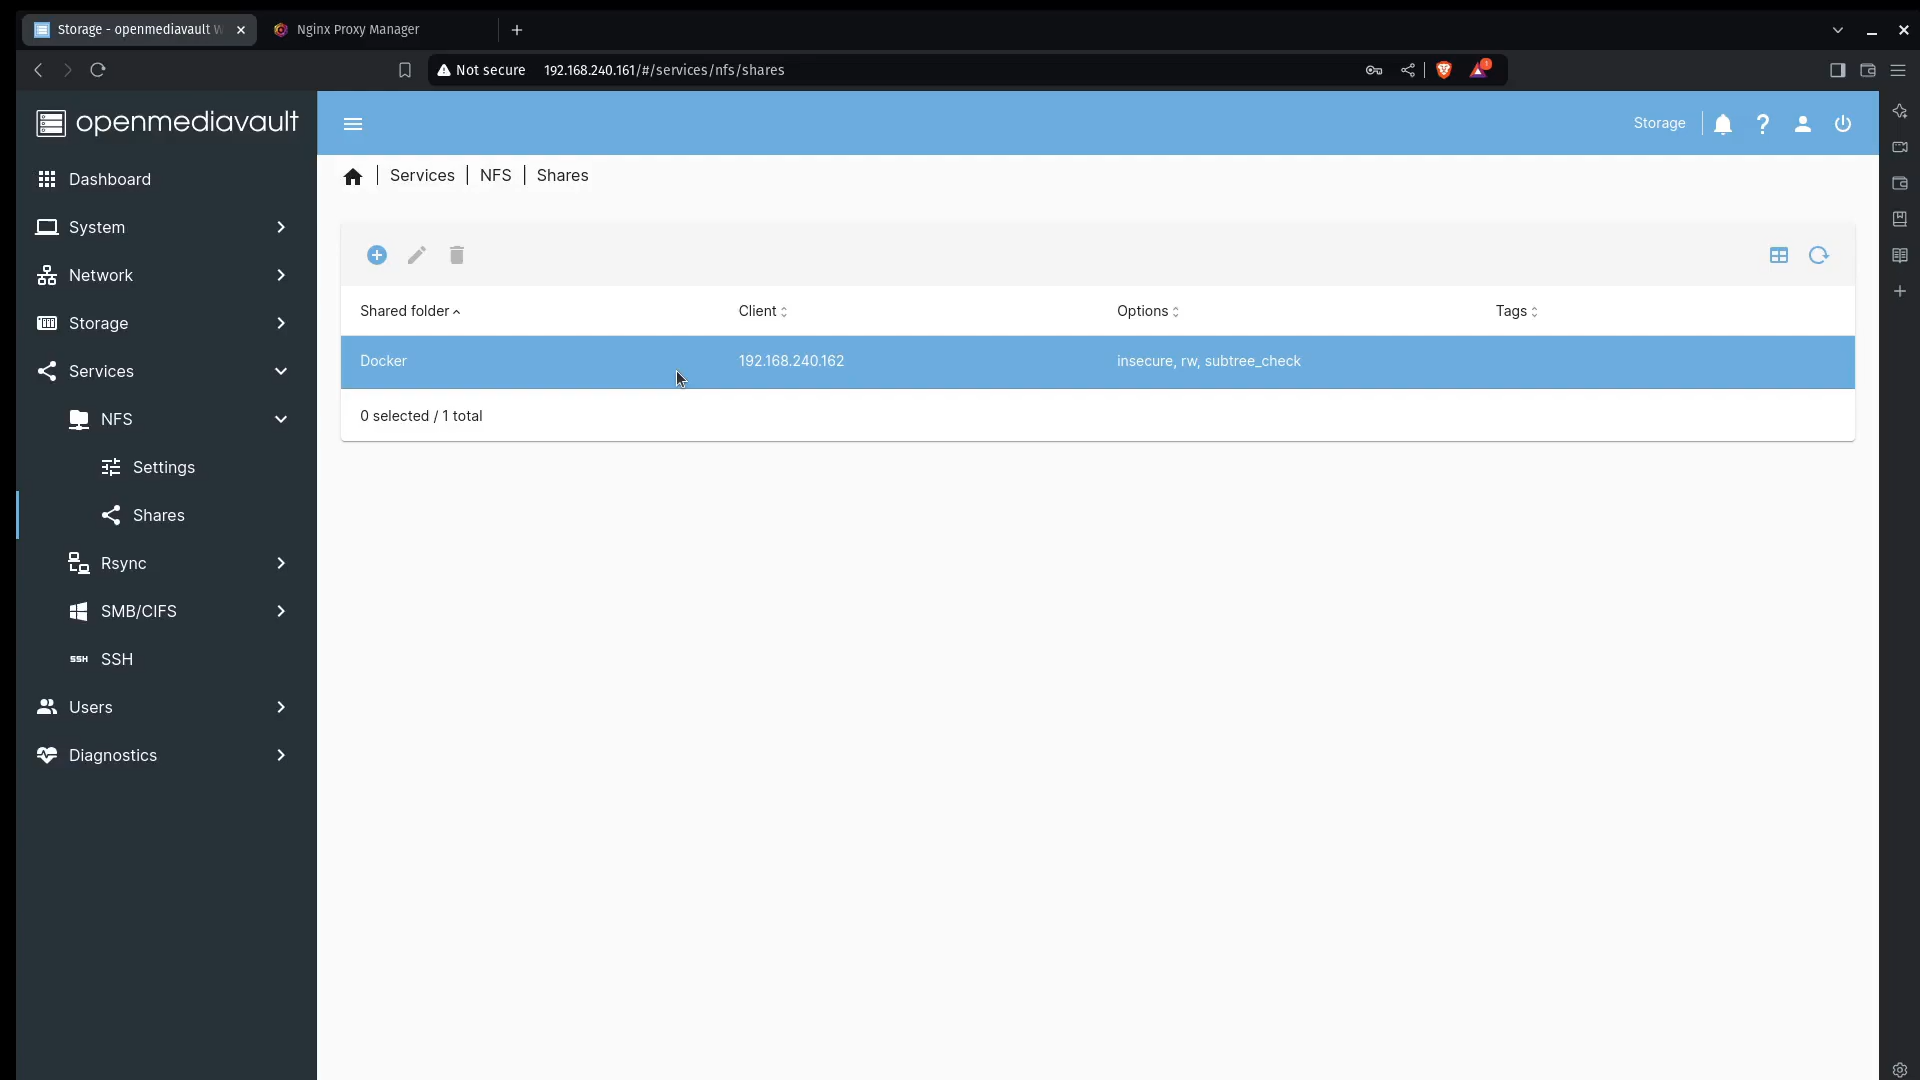 Storage - openmediavault W
Nginx Proxy Manager
Not secure
192.168.240.161/#/services/nfs/shares
1
openmediavault
Dashboard
System
Network
Storage
Services
NFS
Settings
Shares
Rsync
SMB/CIFS
SSH SSH
Users
Diagnostics
Storage
Services | NFS | Shares
Shared folder Client Options Tags
Docker 192.168.240.162 insecure, rw, subtree_check
0 selected / 1 total